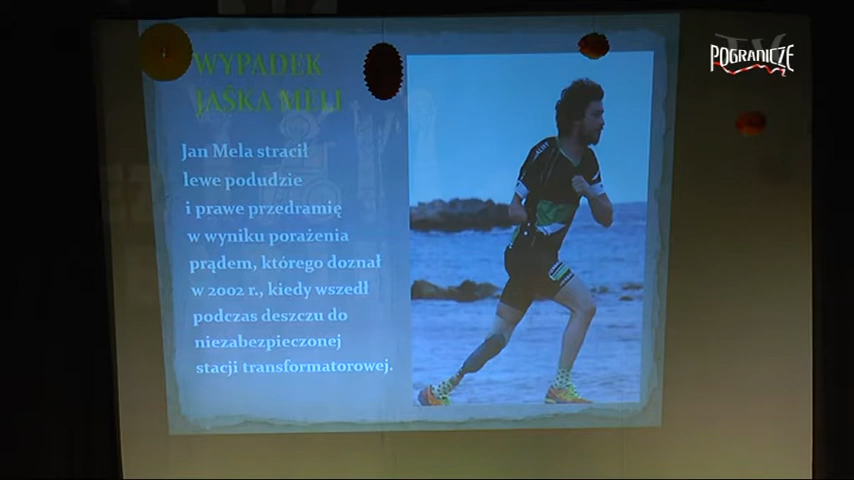 TV
POGRANICZE
WYPADEK
JAŚKA MELI
Jan Mela stracił
lewe podudzie
i prawe przedramię
w wyniku porażenia
prądem, którego doznał
w 2002 r., kiedy wszedł
podczas deszczu do
niezabezpieczonej
stacji transformatorowej.